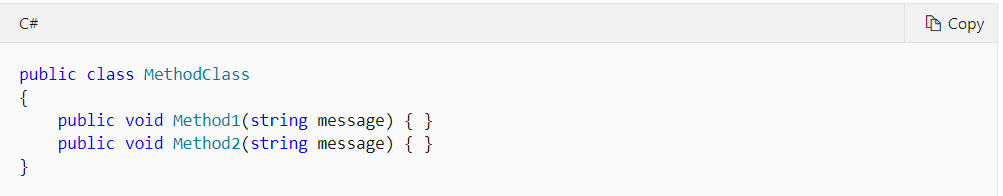 C#
Copy
public class MethodClass
{
    public void Method1(string message) { }
    public void Method2(string message) { }
}